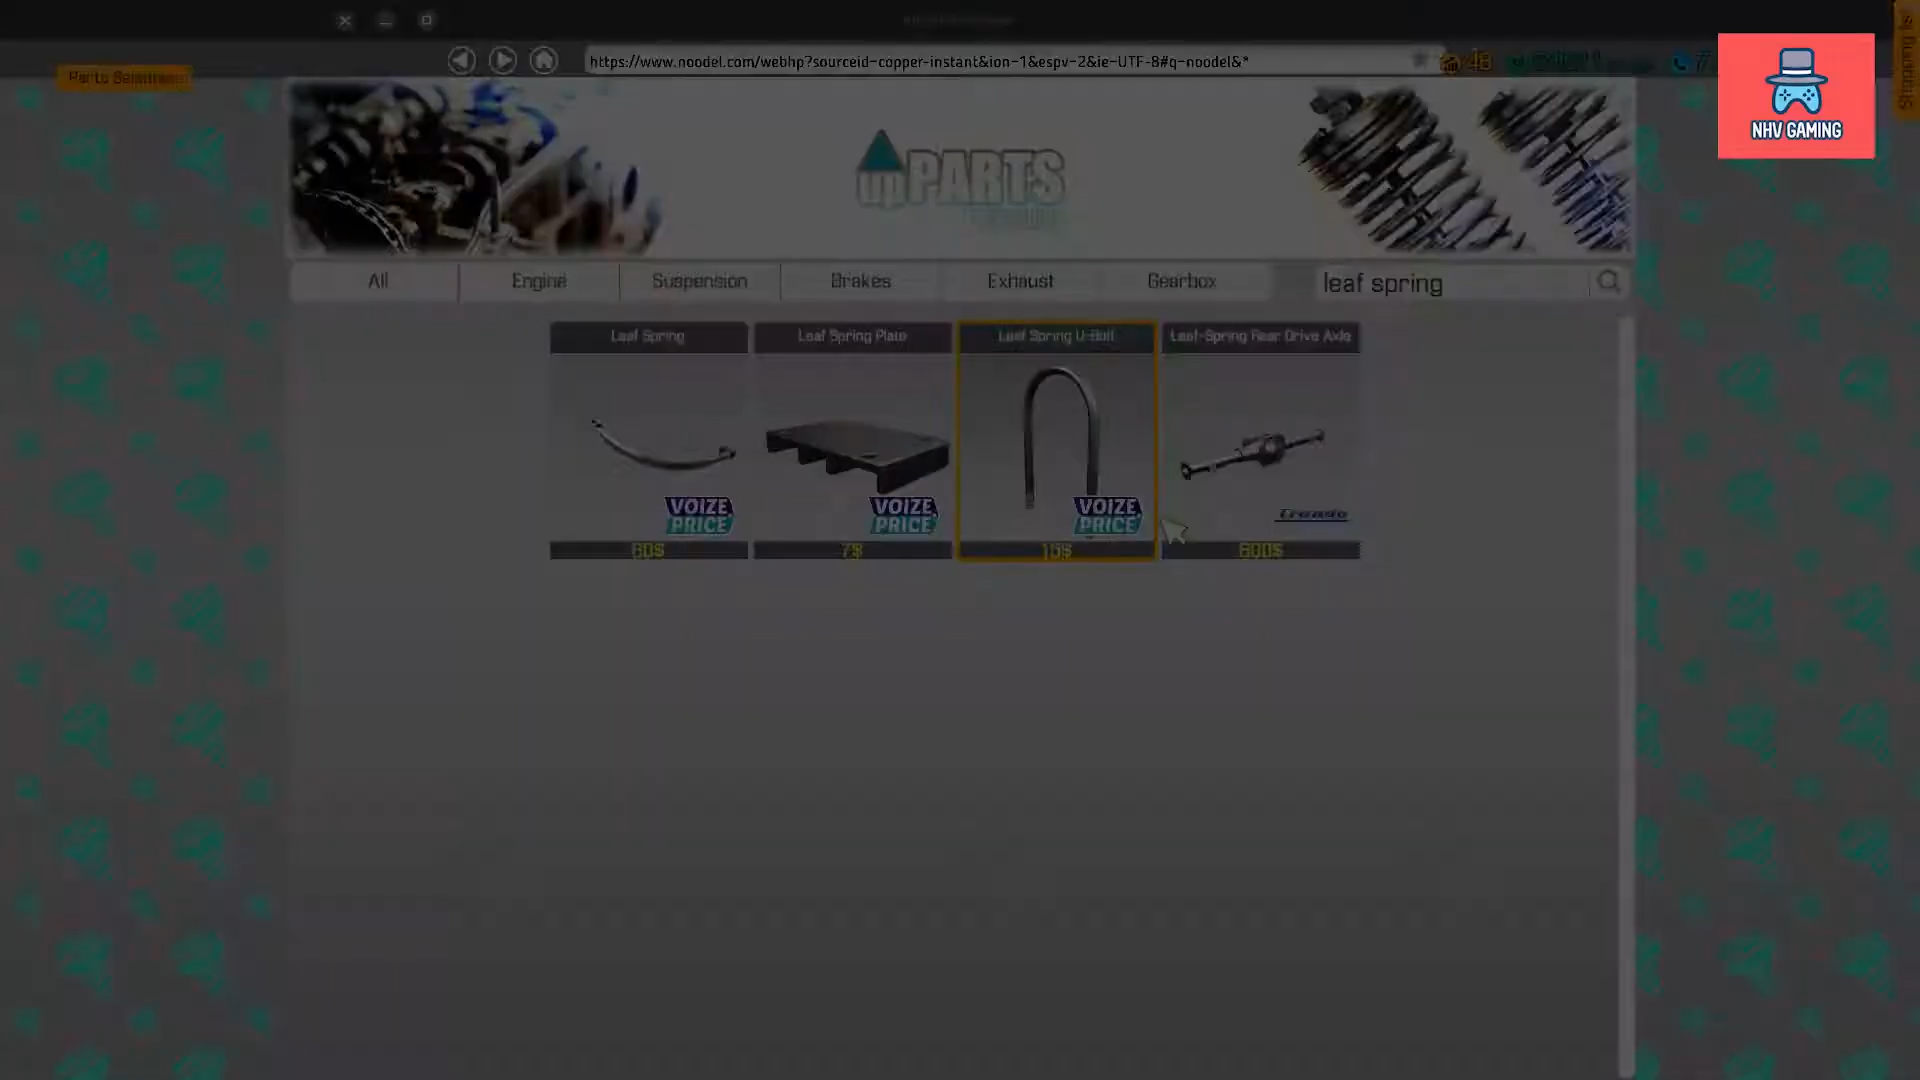 https://www.noodel.com/webhp?sourceid-copper-instant&ion-1&espv-2&ie-UTF-8#q-noodel&*
48
Parts
NHV GAMING
upPARTS
All
Engine
Suspension
Brakes
Exhaust
Gearbox
leaf spring
Leaf Spring
Leaf Spring Plate
Leaf Spring U-Bolt
Leaf-Spring Rear Drive Axle
VOIZE PRICE
VOIZE PRICE
VOIZE PRICE
60$
7$
15$
600$